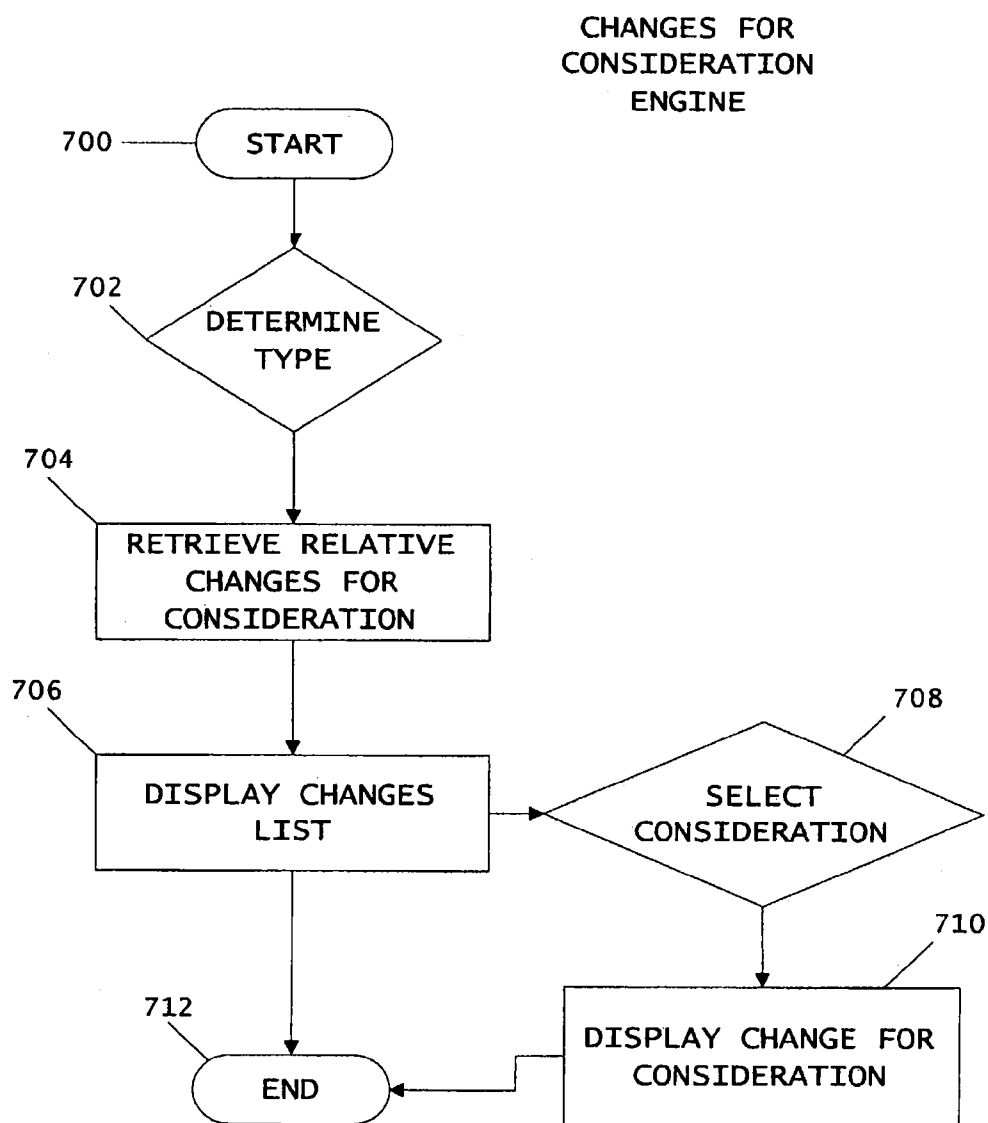 CHANGES FOR
CONSIDERATION
ENGINE
700
START
702
DETERMINE
TYPE
704
RETRIEVE RELATIVE
CHANGES FOR
CONSIDERATION
706
DISPLAY CHANGES
LIST
708
SELECT
CONSIDERATION
710
DISPLAY CHANGE FOR
CONSIDERATION
712
END